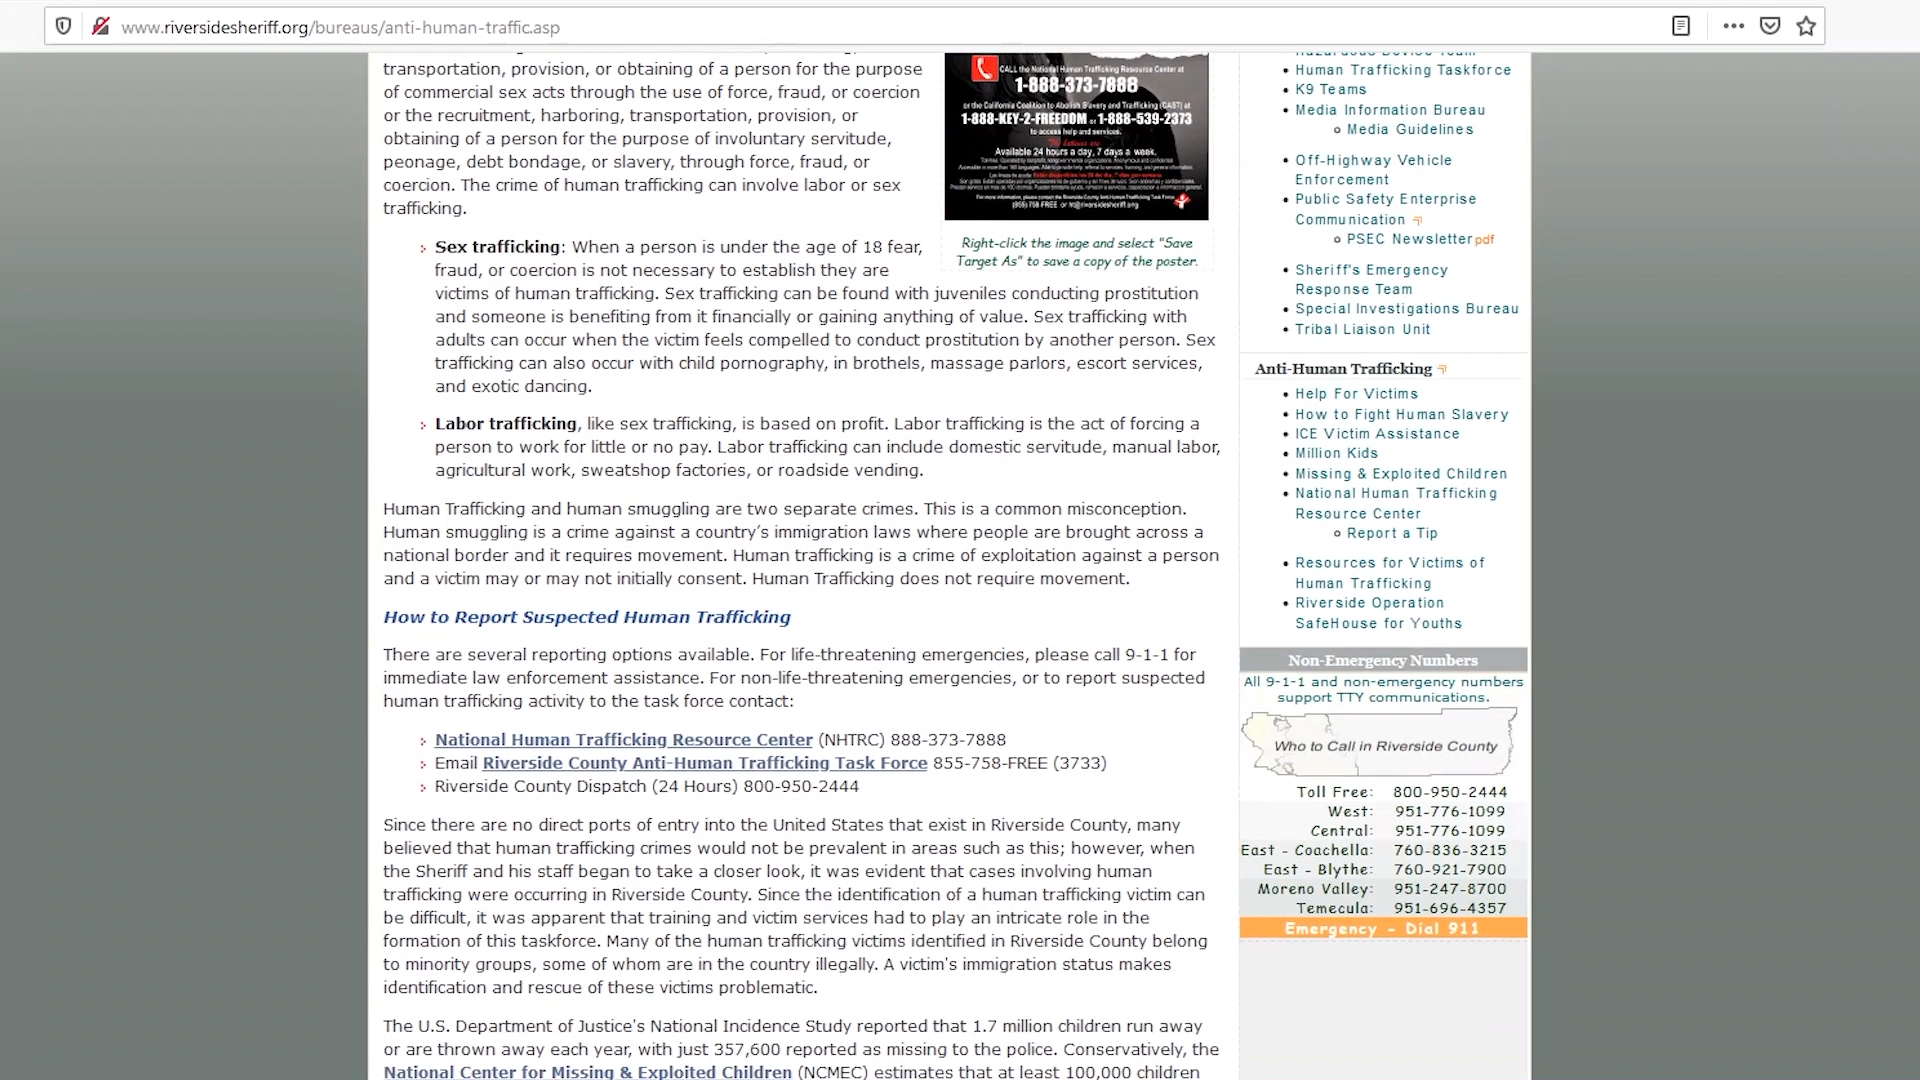 www.riversidesheriff.org/bureaus/anti-human-traffic.asp
transportation, provision, or obtaining of a person for the purpose
of commercial sex acts through the use of force, fraud, or coercion
or the recruitment, harboring, transportation, provision, or
obtaining of a person for the purpose of involuntary servitude,
peonage, debt bondage, or slavery, through force, fraud, or
coercion. The crime of human trafficking can involve labor or sex
trafficking.
CALL the National Human Trafficking Resource Center at
1-888-373-7888
or the California Coalition to Abolish Slavery and Trafficking (CAST) at
1-888-KEY-2-FREEDOM or 1-888-539-2373
to access help and services.
Available 24 hours a day, 7 days a week.
For more information, please contact the Riverside County Anti-Human Trafficking Task Force
(855) 758-FREE or ht@riversidesheriff.org
Right-click the image and select "Save
Target As" to save a copy of the poster.
Sex trafficking: When a person is under the age of 18 fear,
fraud, or coercion is not necessary to establish they are
victims of human trafficking. Sex trafficking can be found with juveniles conducting prostitution
and someone is benefiting from it financially or gaining anything of value. Sex trafficking with
adults can occur when the victim feels compelled to conduct prostitution by another person. Sex
trafficking can also occur with child pornography, in brothels, massage parlors, escort services,
and exotic dancing.
Labor trafficking, like sex trafficking, is based on profit. Labor trafficking is the act of forcing a
person to work for little or no pay. Labor trafficking can include domestic servitude, manual labor,
agricultural work, sweatshop factories, or roadside vending.
Human Trafficking and human smuggling are two separate crimes. This is a common misconception.
Human smuggling is a crime against a country's immigration laws where people are brought across a
national border and it requires movement. Human trafficking is a crime of exploitation against a person
and a victim may or may not initially consent. Human Trafficking does not require movement.
How to Report Suspected Human Trafficking
There are several reporting options available. For life-threatening emergencies, please call 9-1-1 for
immediate law enforcement assistance. For non-life-threatening emergencies, or to report suspected
human trafficking activity to the task force contact:
National Human Trafficking Resource Center (NHTRC) 888-373-7888
Email Riverside County Anti-Human Trafficking Task Force 855-758-FREE (3733)
Riverside County Dispatch (24 Hours) 800-950-2444
Since there are no direct ports of entry into the United States that exist in Riverside County, many
believed that human trafficking crimes would not be prevalent in areas such as this; however, when
the Sheriff and his staff began to take a closer look, it was evident that cases involving human
trafficking were occurring in Riverside County. Since the identification of a human trafficking victim can
be difficult, it was apparent that training and victim services had to play an intricate role in the
formation of this taskforce. Many of the human trafficking victims identified in Riverside County belong
to minority groups, some of whom are in the country illegally. A victim's immigration status makes
identification and rescue of these victims problematic.
The U.S. Department of Justice's National Incidence Study reported that 1.7 million children run away
or are thrown away each year, with just 357,600 reported as missing to the police. Conservatively, the
National Center for Missing & Exploited Children (NCMEC) estimates that at least 100,000 children
Hazardous Device Team
Human Trafficking Taskforce
K9 Teams
Media Information Bureau
Media Guidelines
Off-Highway Vehicle
Enforcement
Public Safety Enterprise
Communication
PSEC Newsletter pdf
Sheriff's Emergency
Response Team
Special Investigations Bureau
Tribal Liaison Unit
Anti-Human Trafficking
Help For Victims
How to Fight Human Slavery
ICE Victim Assistance
Million Kids
Missing & Exploited Children
National Human Trafficking
Resource Center
Report a Tip
Resources for Victims of
Human Trafficking
Riverside Operation
SafeHouse for Youths
Non-Emergency Numbers
All 9-1-1 and non-emergency numbers
support TTY communications.
Who to Call in Riverside County
Toll Free: 800-950-2444
West: 951-776-1099
Central: 951-776-1099
East - Coachella: 760-836-3215
East - Blythe: 760-921-7900
Moreno Valley: 951-247-8700
Temecula: 951-696-4357
Emergency - Dial 911